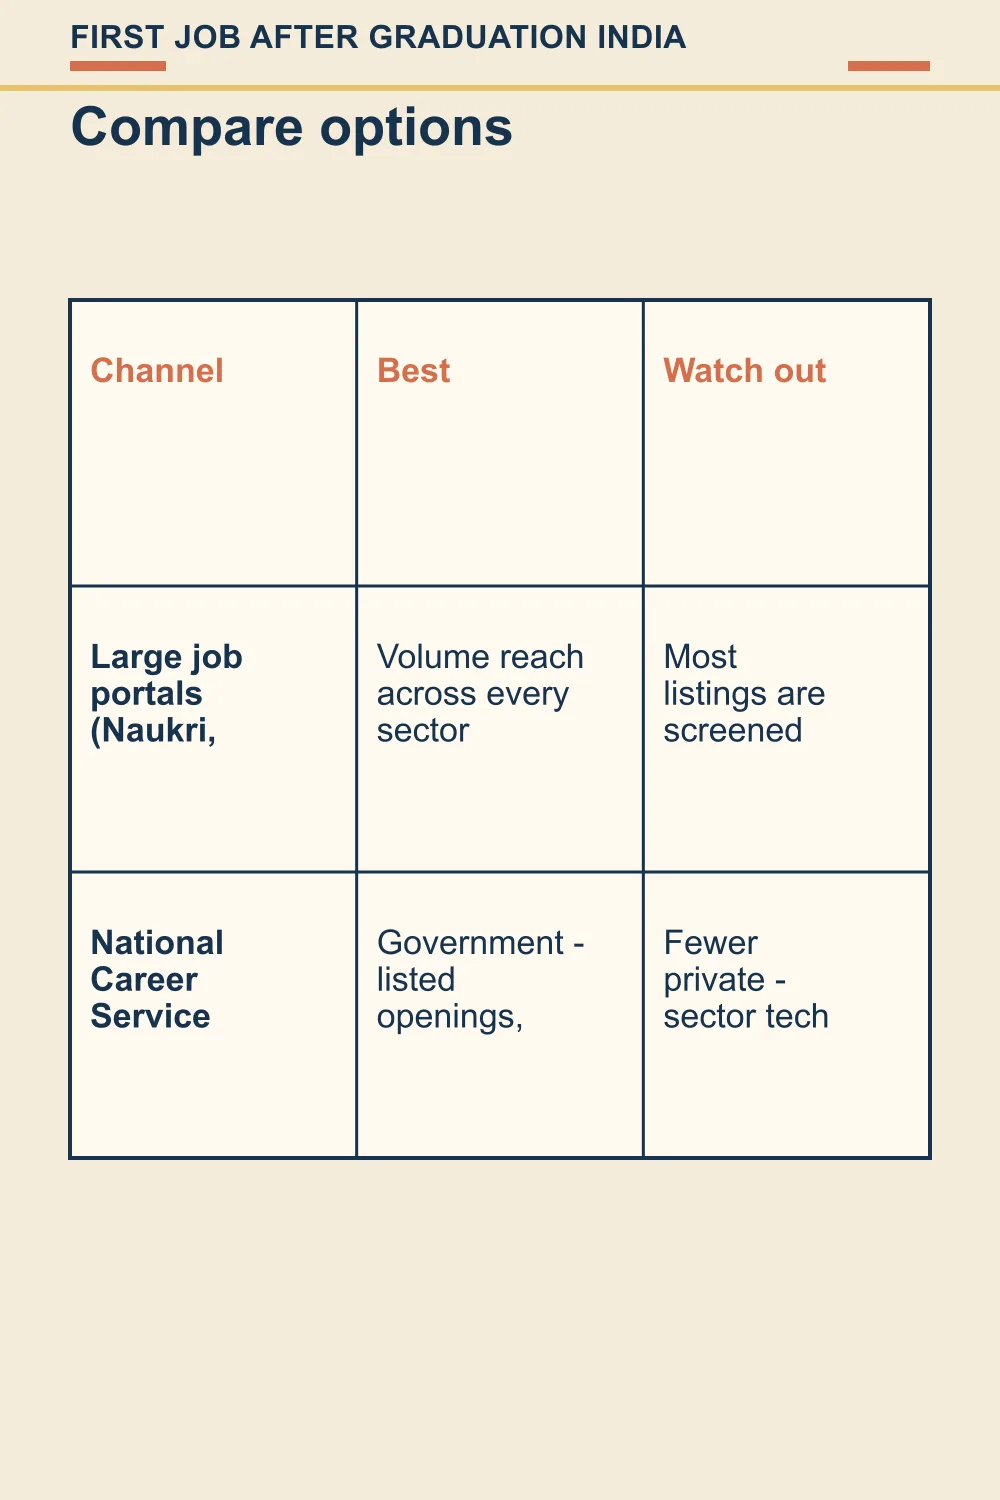 FIRST JOB AFTER GRADUATION INDIA
Compare options
Channel
Best
Watch out
Large job
portals
(Naukri,
Volume reach
across every
sector
Most
listings are
screened
National
Career
Service
Government -
listed
openings,
Fewer
private -
sector tech